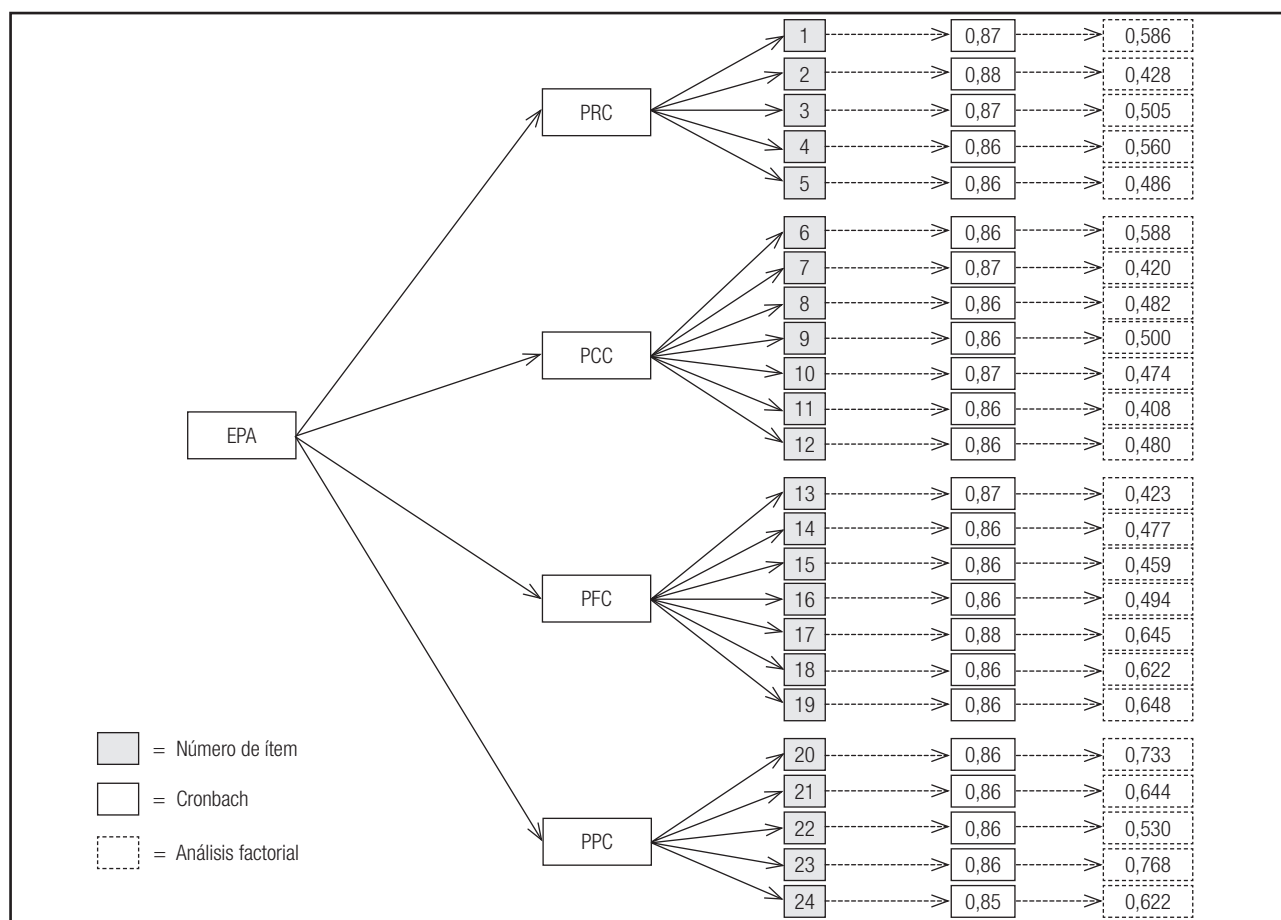 1 0,87 0,586
2 0,88 0,428
PRC 3 0,87 0,505
4 0,86 0,560
5 0,86 0,486
6 0,86 0,588
7 0,87 0,420
8 0,86 0,482
PCC 9 0,86 0,500
10 0,87 0,474
11 0,86 0,408
EPA 12 0,86 0,480
13 0,87 0,423
14 0,86 0,477
15 0,86 0,459
PFC 16 0,86 0,494
17 0,88 0,645
18 0,86 0,622
19 0,86 0,648
20 0,86 0,733
21 0,86 0,644
PPC 22 0,86 0,530
23 0,86 0,768
24 0,85 0,622
= Número de ítem
= Cronbach
= Análisis factorial